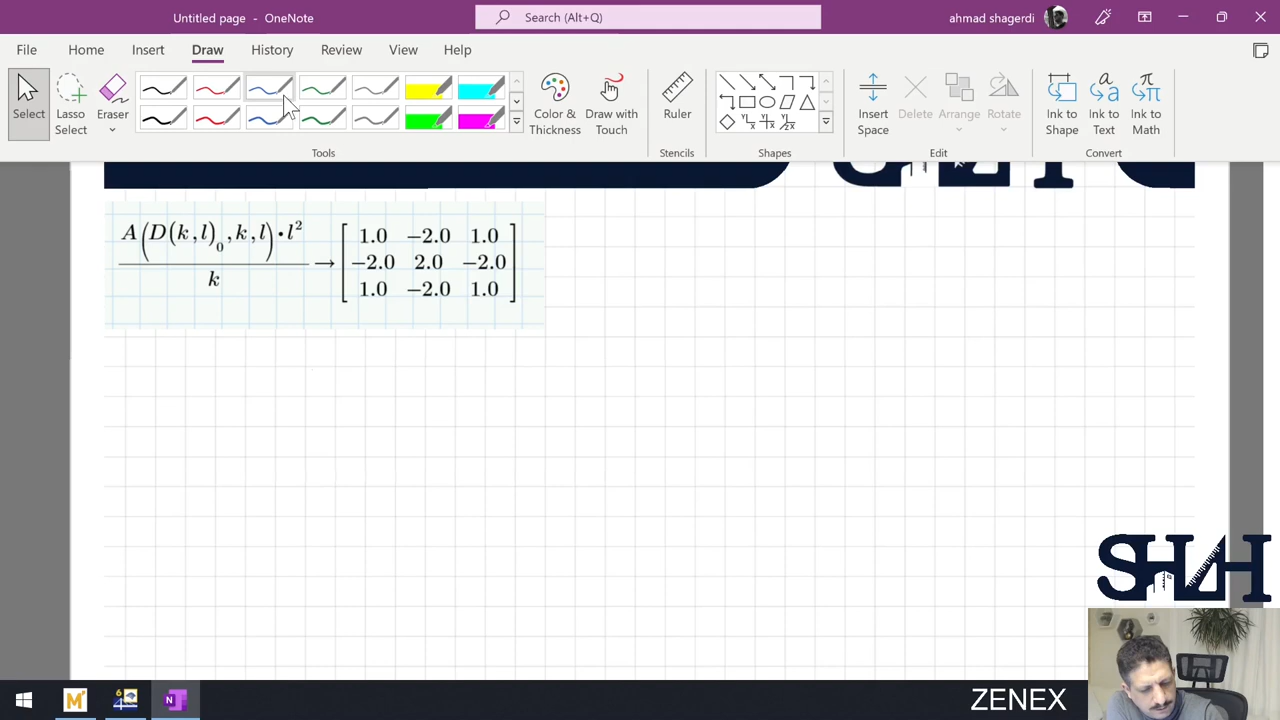 Untitled page - OneNote
Search (Alt+Q)
ahmad shagerdi
File Home Insert Draw History Review View Help
Select
Lasso Select
Eraser
Color & Thickness
Draw with Touch
Ruler
Insert Space
Delete
Arrange
Rotate
Ink to Shape
Ink to Text
Ink to Math
Tools
Stencils
Shapes
Edit
Convert
A(D(k,l)₀,k,l)•l²
k
→
1.0 −2.0 1.0
−2.0 2.0 −2.0
1.0 −2.0 1.0
SHZH
ZENEX